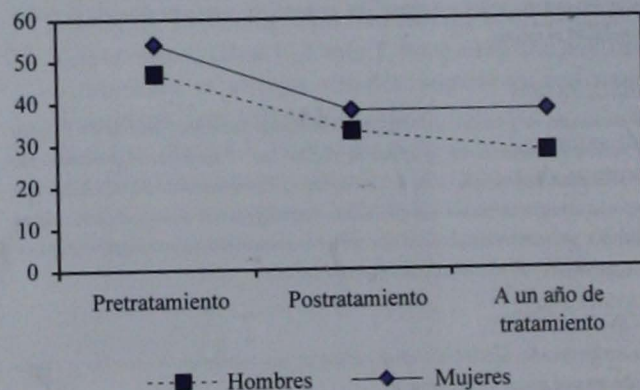 60
50
40
30
20
10
0
Pretratamiento
Postratamiento
A un año de
tratamiento
Hombres
Mujeres